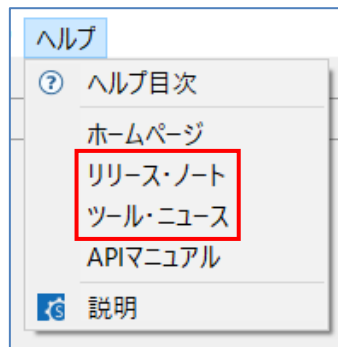 ヘルプ
ヘルプ目次
ホームページ
リリース・ノート
ツール・ニュース
APIマニュアル
説明